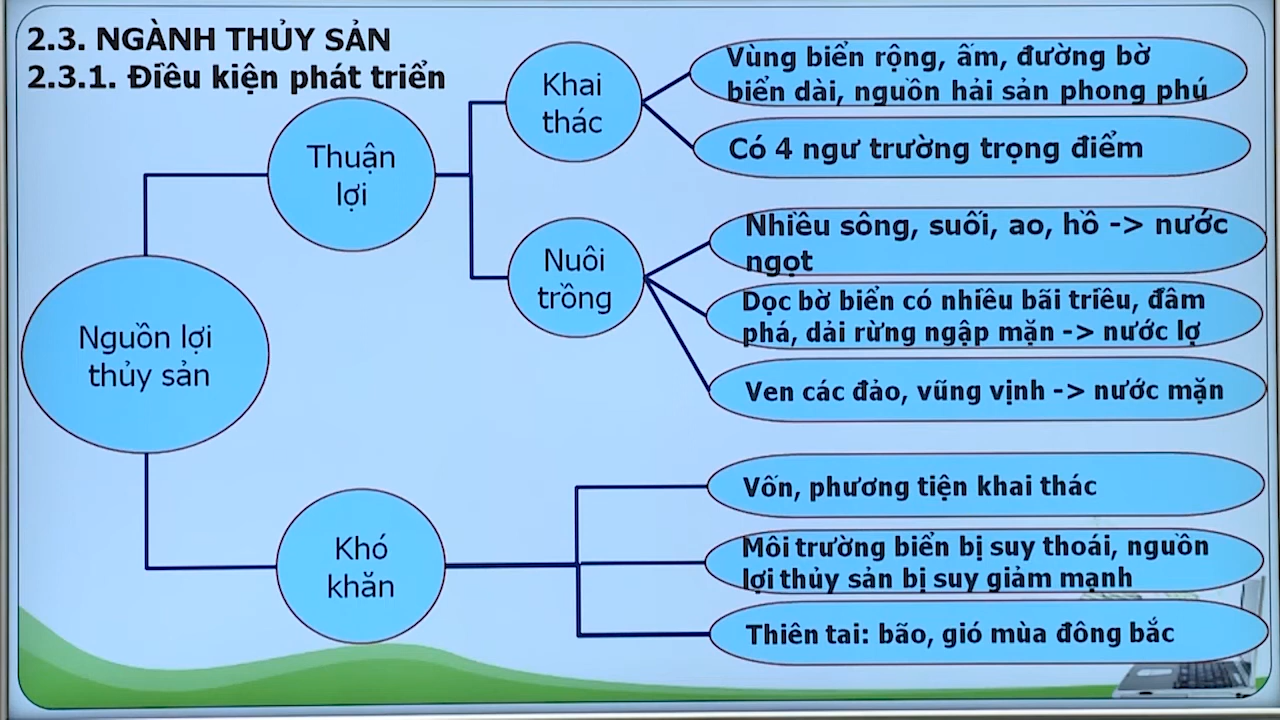 2.3. NGÀNH THỦY SẢN
2.3.1. Điều kiện phát triển
Nguồn lợi
thủy sản
Thuận
lợi
Khai
thác
Vùng biển rộng, ấm, đường bờ
biển dài, nguồn hải sản phong phú
Có 4 ngư trường trọng điểm
Nuôi
trồng
Nhiều sông, suối, ao, hồ -> nước
ngọt
Dọc bờ biển có nhiều bãi triều, đầm
phá, dải rừng ngập mặn -> nước lợ
Ven các đảo, vũng vịnh -> nước mặn
Khó
khăn
Vốn, phương tiện khai thác
Môi trường biển bị suy thoái, nguồn
lợi thủy sản bị suy giảm mạnh
Thiên tai: bão, gió mùa đông bắc